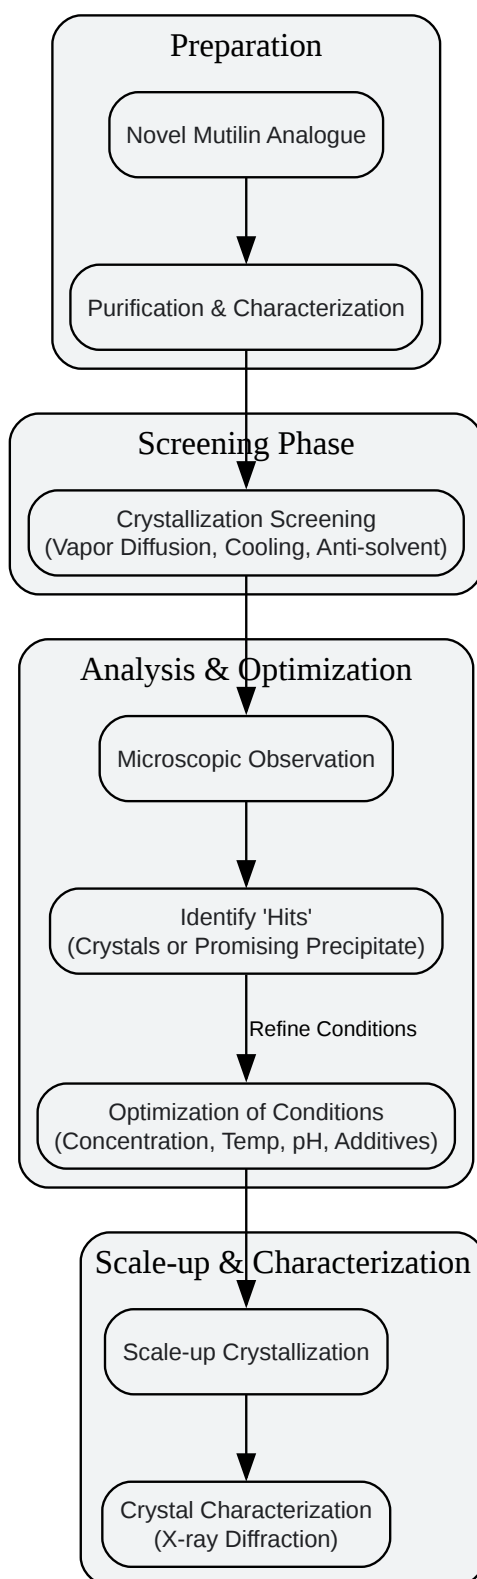 Preparation
Novel Mutilin Analogue
Purification & Characterization
Screening Phase
Crystallization Screening
(Vapor Diffusion, Cooling, Anti-solvent)
Analysis & Optimization
Microscopic Observation
Identify 'Hits'
(Crystals or Promising Precipitate)
Refine Conditions
Optimization of Conditions
(Concentration, Temp, pH, Additives)
Scale-up & Characterization
Scale-up Crystallization
Crystal Characterization
(X-ray Diffraction)